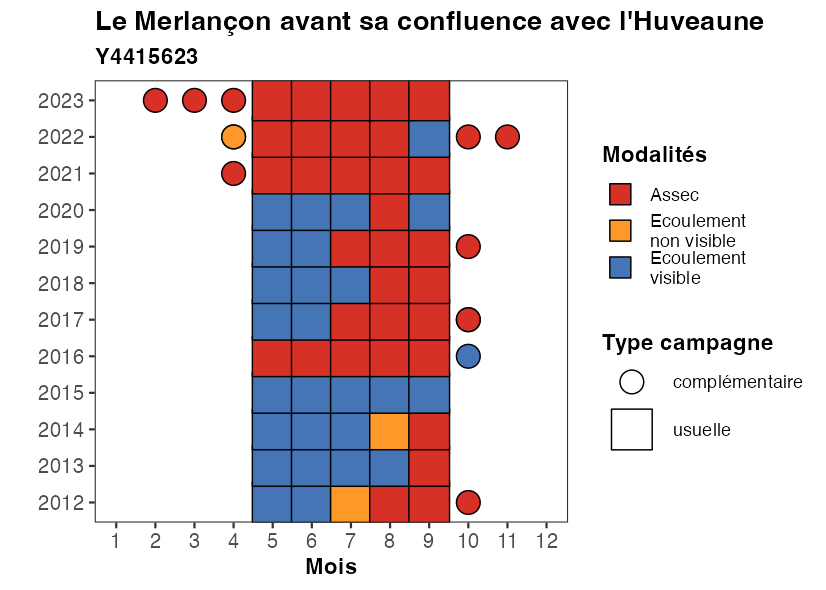 Le Merlançon avant sa confluence avec l'Huveaune
Y4415623
2023
2022
2021
2020
2019
2018
2017
2016
2015
2014
2013
2012
1 2 3 4 5 6 7 8 9 10 11 12
Mois
Modalités
Assec
Ecoulement
non visible
Ecoulement
visible
Type campagne
complémentaire
usuelle